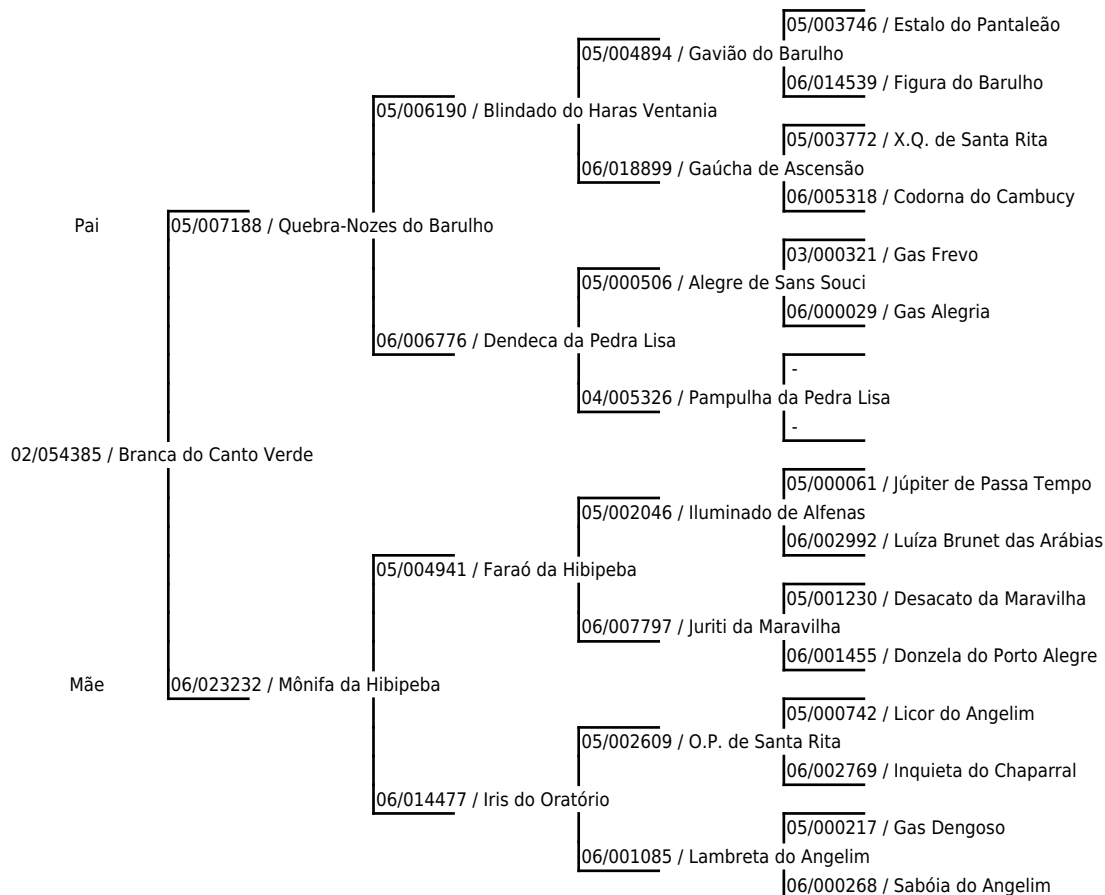 05/003746 / Estalo do Pantaleão
05/004894 / Gavião do Barulho
06/014539 / Figura do Barulho
05/006190 / Blindado do Haras Ventania
05/003772 / X.Q. de Santa Rita
06/018899 / Gaúcha de Ascensão
06/005318 / Codorna do Cambucy
Pai
05/007188 / Quebra-Nozes do Barulho
03/000321 / Gas Frevo
05/000506 / Alegre de Sans Souci
06/000029 / Gas Alegria
06/006776 / Dendeca da Pedra Lisa
-
04/005326 / Pampulha da Pedra Lisa
-
02/054385 / Branca do Canto Verde
05/000061 / Júpiter de Passa Tempo
05/002046 / Iluminado de Alfenas
06/002992 / Luíza Brunet das Arábias
05/004941 / Faraó da Hibipeba
05/001230 / Desacato da Maravilha
06/007797 / Juriti da Maravilha
06/001455 / Donzela do Porto Alegre
Mãe
06/023232 / Mônifa da Hibipeba
05/000742 / Licor do Angelim
05/002609 / O.P. de Santa Rita
06/002769 / Inquieta do Chaparral
06/014477 / Iris do Oratório
05/000217 / Gas Dengoso
06/001085 / Lambreta do Angelim
06/000268 / Sabóia do Angelim